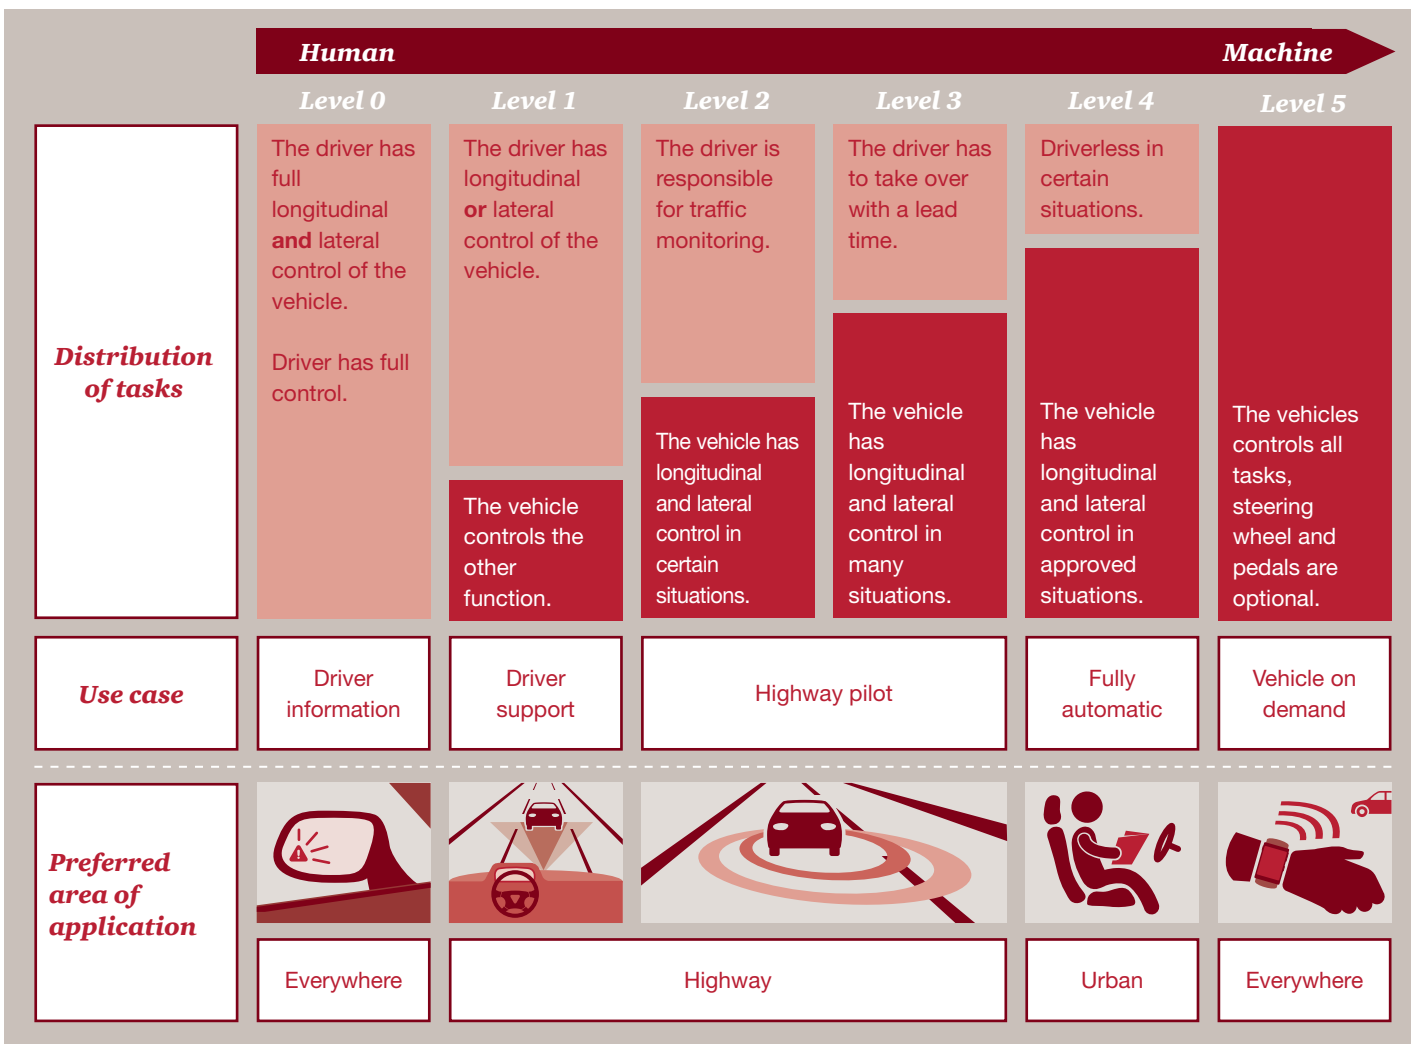 Human
Machine
Level 0
Level 1
Level 2
Level 3
Level 4
Level 5
Distribution
of tasks
The driver has
full
longitudinal
and lateral
control of the
vehicle.
Driver has full
control.
The driver has
longitudinal
or lateral
control of the
vehicle.
The vehicle
controls the
other
function.
The driver is
responsible
for traffic
monitoring.
The vehicle has
longitudinal
and lateral
control in
certain
situations.
The driver has
to take over
with a lead
time.
The vehicle
has
longitudinal
and lateral
control in
many
situations.
Driverless in
certain
situations.
The vehicle
has
longitudinal
and lateral
control in
approved
situations.
The vehicles
controls all
tasks,
steering
wheel and
pedals are
optional.
Use case
Driver
information
Driver
support
Highway pilot
Fully
automatic
Vehicle on
demand
Preferred
area of
application
Everywhere
Highway
Urban
Everywhere